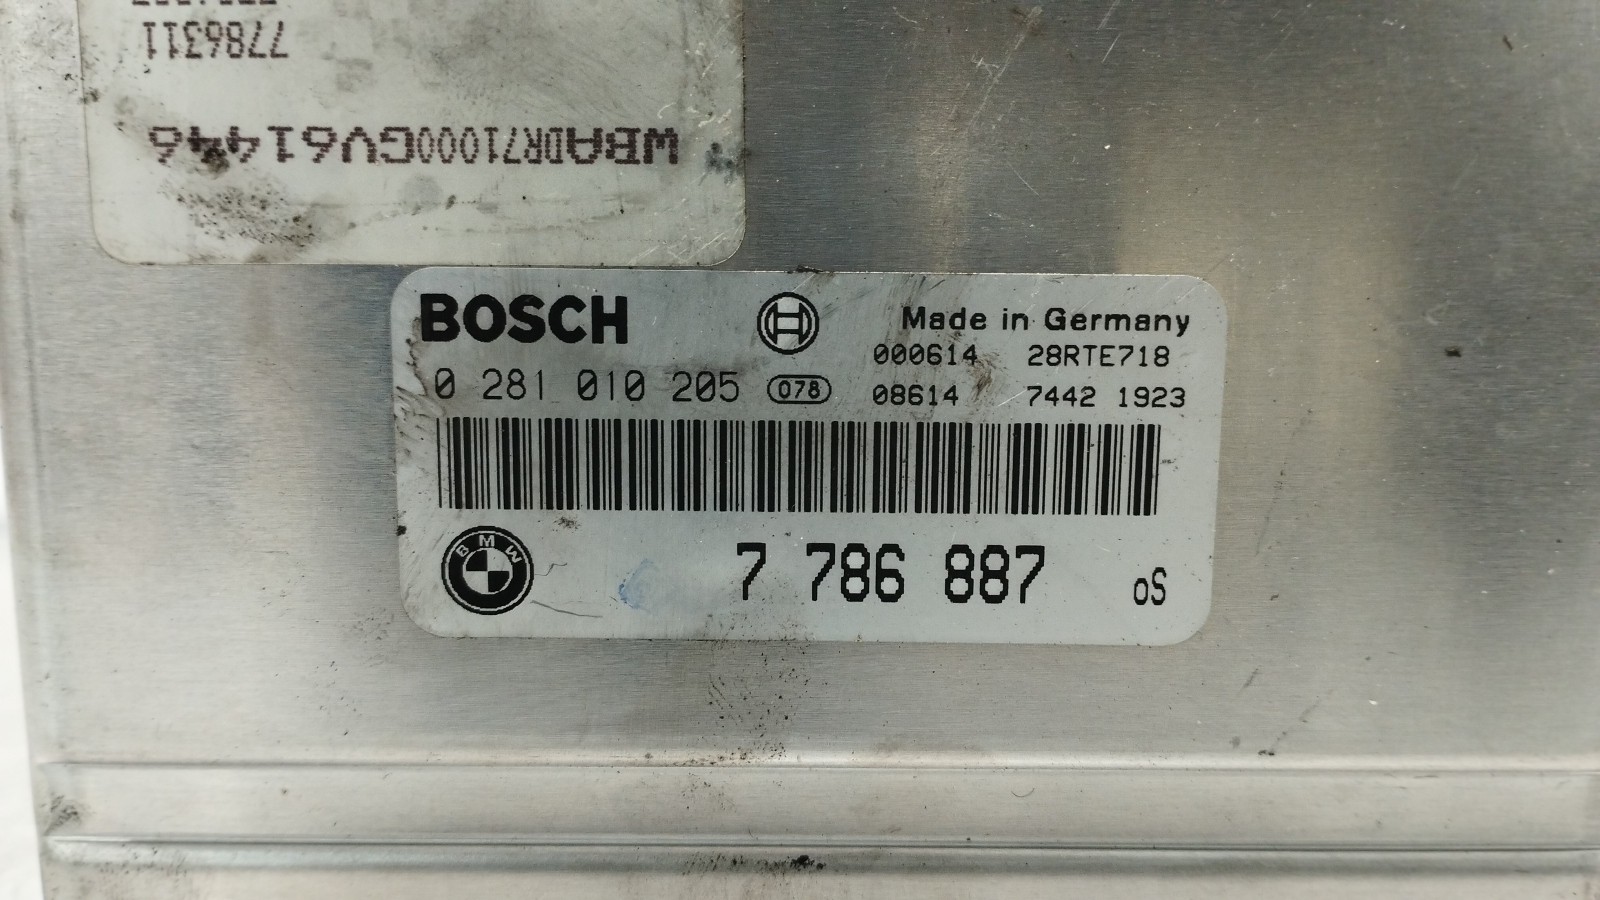 7786311
WBADR71000GV61446
BOSCH
Made in Germany
000614 28RTE718
0 281 010 205 078 08614 7442 1923
BMW
7 786 887 oS